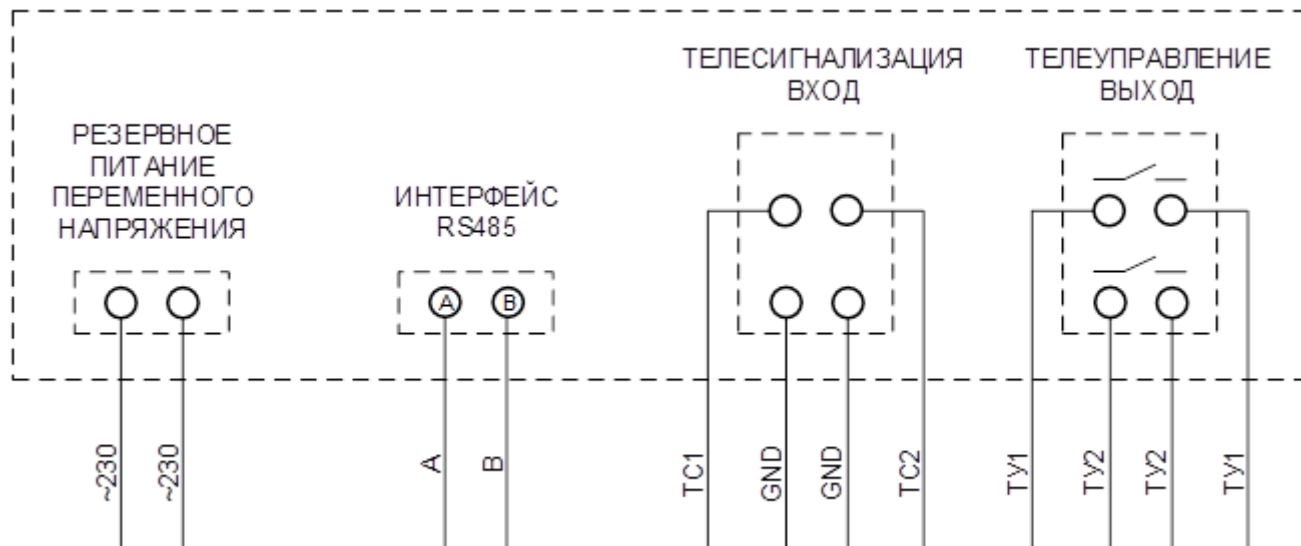 ТЕЛЕСИГНАЛИЗАЦИЯ
ВХОД
ТЕЛЕУПРАВЛЕНИЕ
ВЫХОД
РЕЗЕРВНОЕ
ПИТАНИЕ
ПЕРЕМЕННОГО
НАПРЯЖЕНИЯ
ИНТЕРФЕЙС
RS485
A
B
~230
~230
A
B
ТС1
GND
GND
ТС2
ТУ1
ТУ2
ТУ2
ТУ1